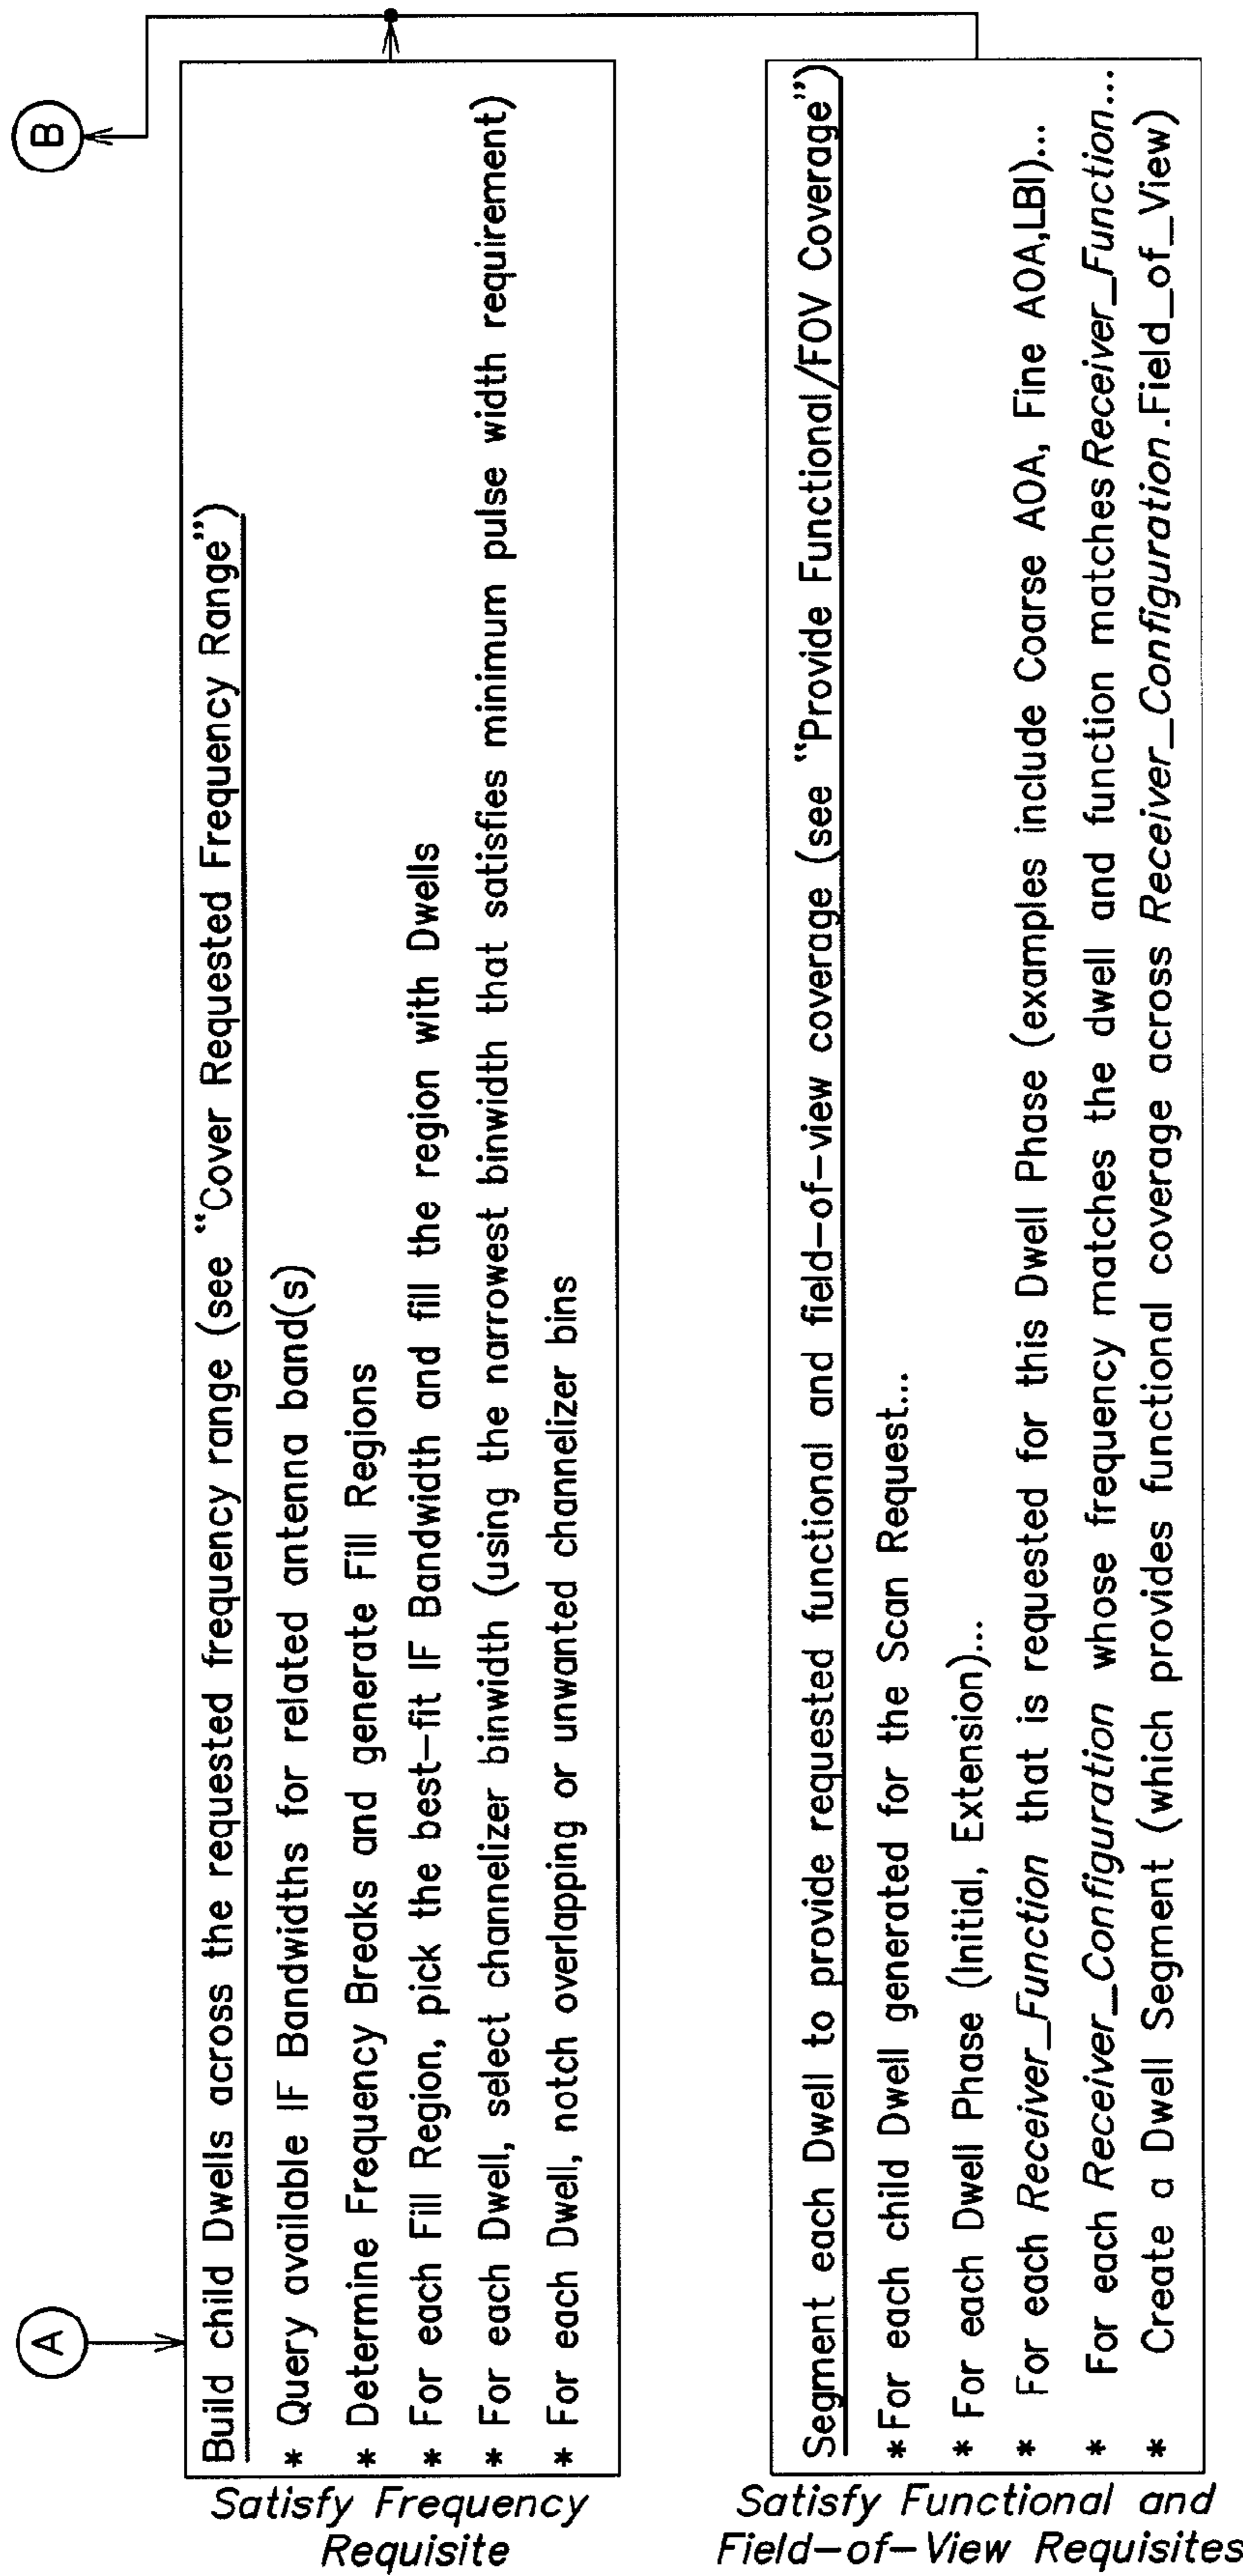 A
B
Satisfy Frequency
Requisite
Build child Dwells across the requested frequency range (see "Cover Requested Frequency Range")
* Query available IF Bandwidths for related antenna band(s)
* Determine Frequency Breaks and generate Fill Regions
* For each Fill Region, pick the best-fit IF Bandwidth and fill the region with Dwells
* For each Dwell, select channelizer binwidth (using the narrowest binwidth that satisfies minimum pulse width requirement)
* For each Dwell, notch overlapping or unwanted channelizer bins
Satisfy Functional and
Field-of-View Requisites
Segment each Dwell to provide requested functional and field-of-view coverage (see "Provide Functional/FOV Coverage")
* For each child Dwell generated for the Scan Request...
* For each Dwell Phase (Initial, Extension)...
* For each Receiver_Function that is requested for this Dwell Phase (examples include Coarse AOA, Fine AOA,LBI)...
* For each Receiver_Configuration whose frequency matches the dwell and function matches Receiver_Function...
* Create a Dwell Segment (which provides functional coverage across Receiver_Configuration.Field_of_View)